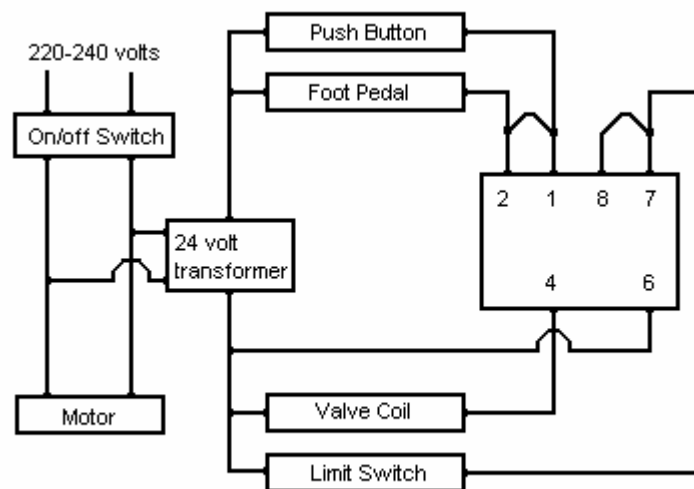 Push Button
220-240 volts
Foot Pedal
On/off Switch
2 1 8 7
24 volt
transformer
4 6
Motor
Valve Coil
Limit Switch